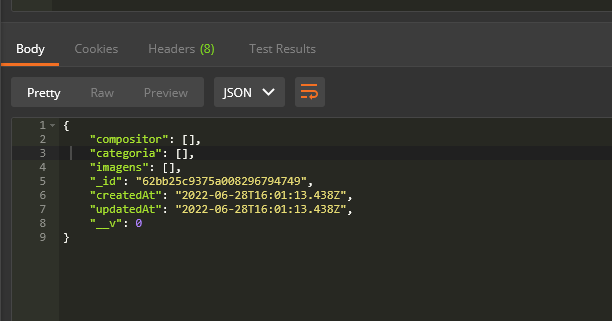 Body Cookies Headers (8) Test Results
Pretty Raw Preview JSON
1 {
2 "compositor": [],
3 "categoria": [],
4 "imagens": [],
5 "_id": "62bb25c9375a008296794749",
6 "createdAt": "2022-06-28T16:01:13.438Z",
7 "updatedAt": "2022-06-28T16:01:13.438Z",
8 "__v": 0
9 }